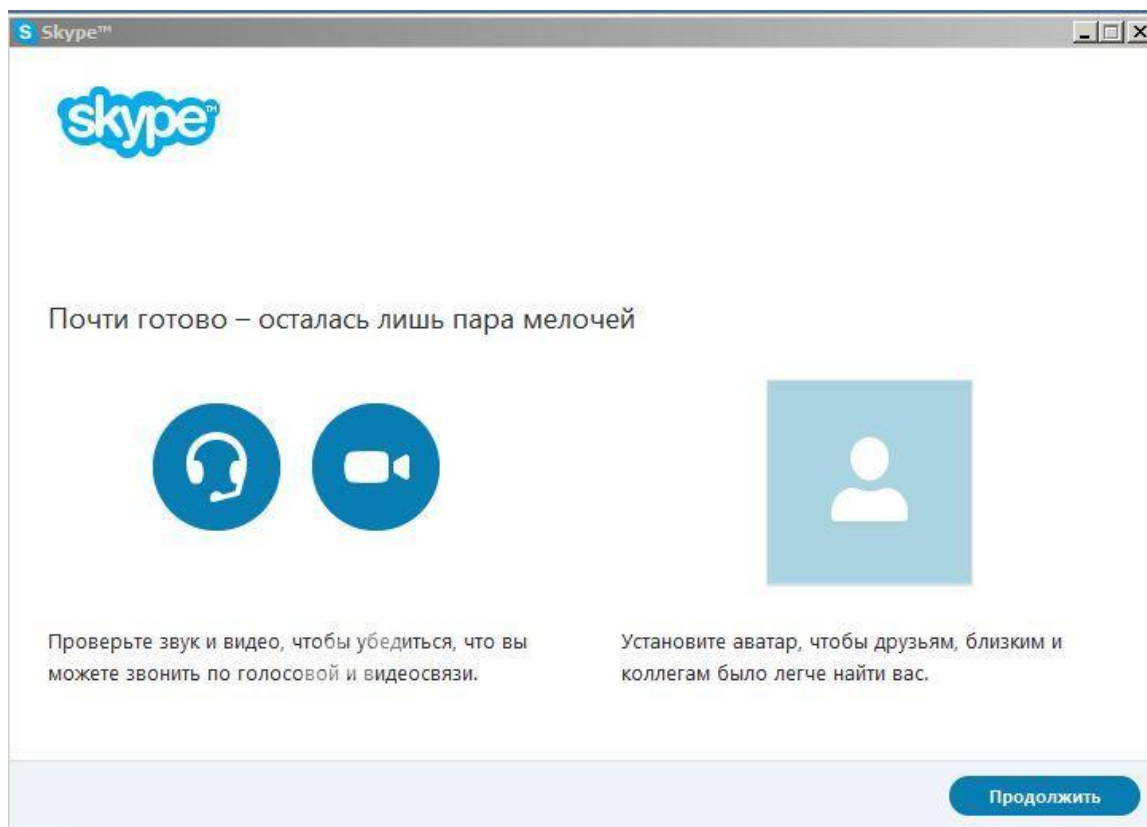 S Skype™
skype™
Почти готово – осталась лишь пара мелочей
Проверьте звук и видео, чтобы убедиться, что вы
можете звонить по голосовой и видеосвязи.
Установите аватар, чтобы друзьям, близким и
коллегам было легче найти вас.
Продолжить